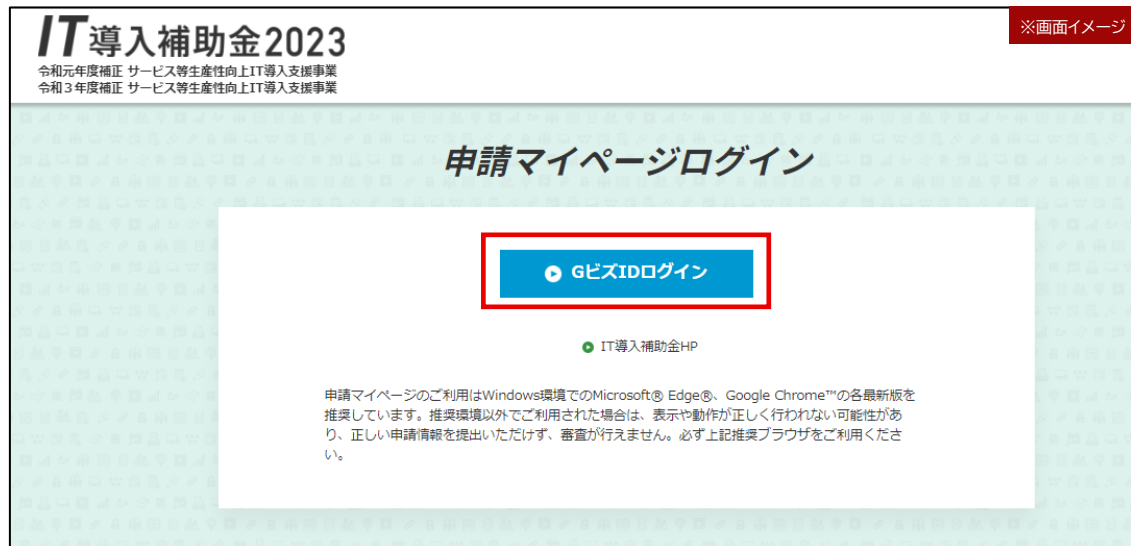 IT導入補助金2023
※画面イメージ
令和元年度補正 サービス等生産性向上IT導入支援事業
令和３年度補正 サービス等生産性向上IT導入支援事業
申請マイページログイン
GビズIDログイン
IT導入補助金HP
申請マイページのご利用はWindows環境でのMicrosoft® Edge®、Google Chrome™の各最新版を
推奨しています。推奨環境以外でご利用された場合は、表示や動作が正しく行われない可能性があ
り、正しい申請情報を提出いただけず、審査が行えません。必ず上記推奨ブラウザをご利用くださ
い。